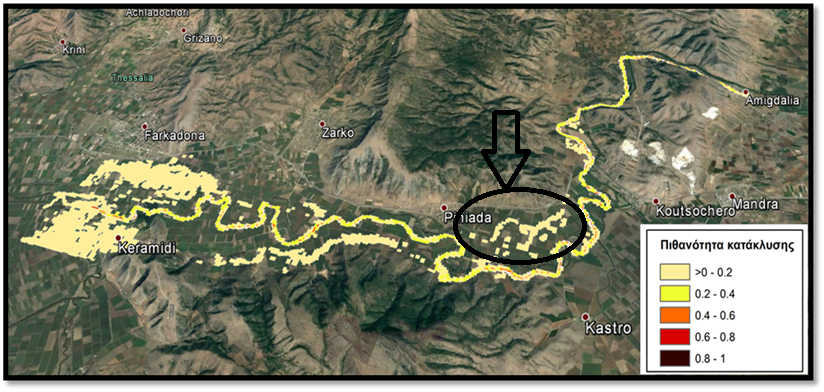 Achladochori
Grizano
Krini
Thessalia
Amigdalia
Farkadona
Zarko
Piniada
Koutsochero
Mandra
Keramidi
Kastro
Πιθανότητα κατάκλυσης
>0 - 0.2
0.2 - 0.4
0.4 - 0.6
0.6 - 0.8
0.8 - 1